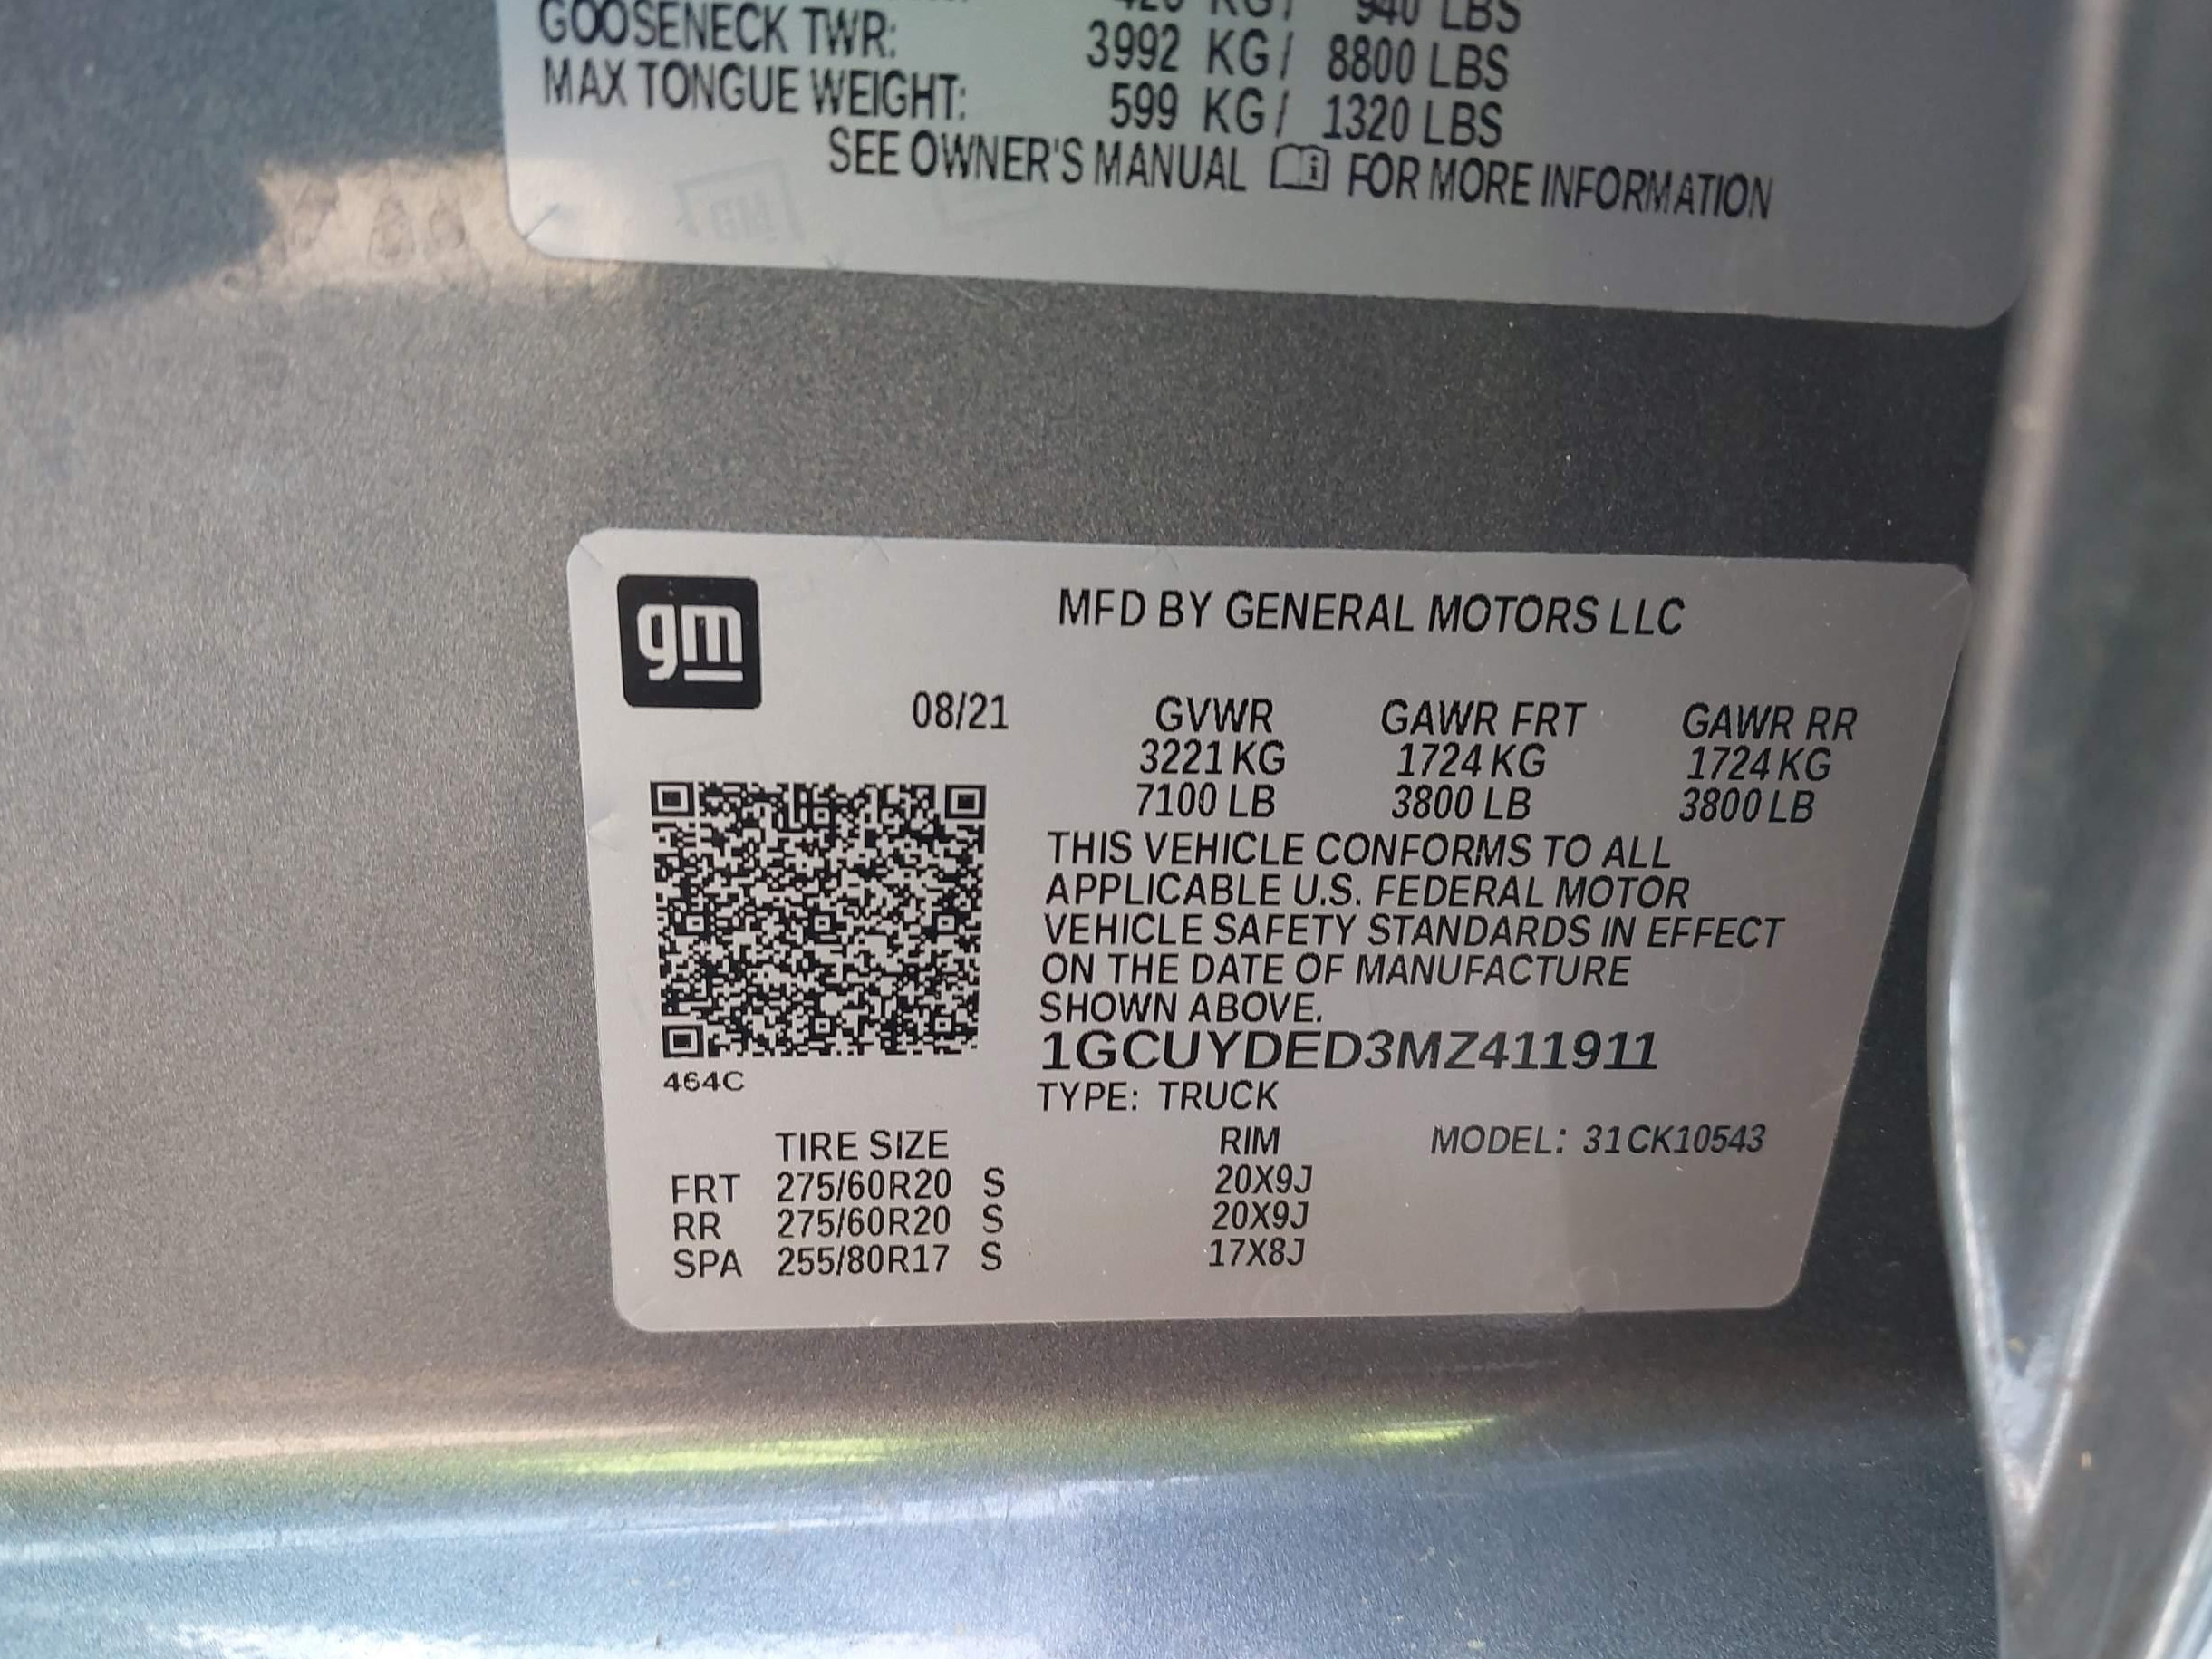 KG/ 940 LBS
GOOSENECK TWR: 3992 KG/ 8800 LBS
MAX TONGUE WEIGHT: 599 KG/ 1320 LBS
SEE OWNER'S MANUAL FOR MORE INFORMATION
GM
gm
MFD BY GENERAL MOTORS LLC
08/21 GVWR GAWR FRT GAWR RR
3221 KG 1724 KG 1724 KG
7100 LB 3800 LB 3800 LB
THIS VEHICLE CONFORMS TO ALL
APPLICABLE U.S. FEDERAL MOTOR
VEHICLE SAFETY STANDARDS IN EFFECT
ON THE DATE OF MANUFACTURE
SHOWN ABOVE.
1GCUYDED3MZ411911
464C
TYPE: TRUCK
TIRE SIZE RIM MODEL: 31CK10543
FRT 275/60R20 S 20X9J
RR 275/60R20 S 20X9J
SPA 255/80R17 S 17X8J